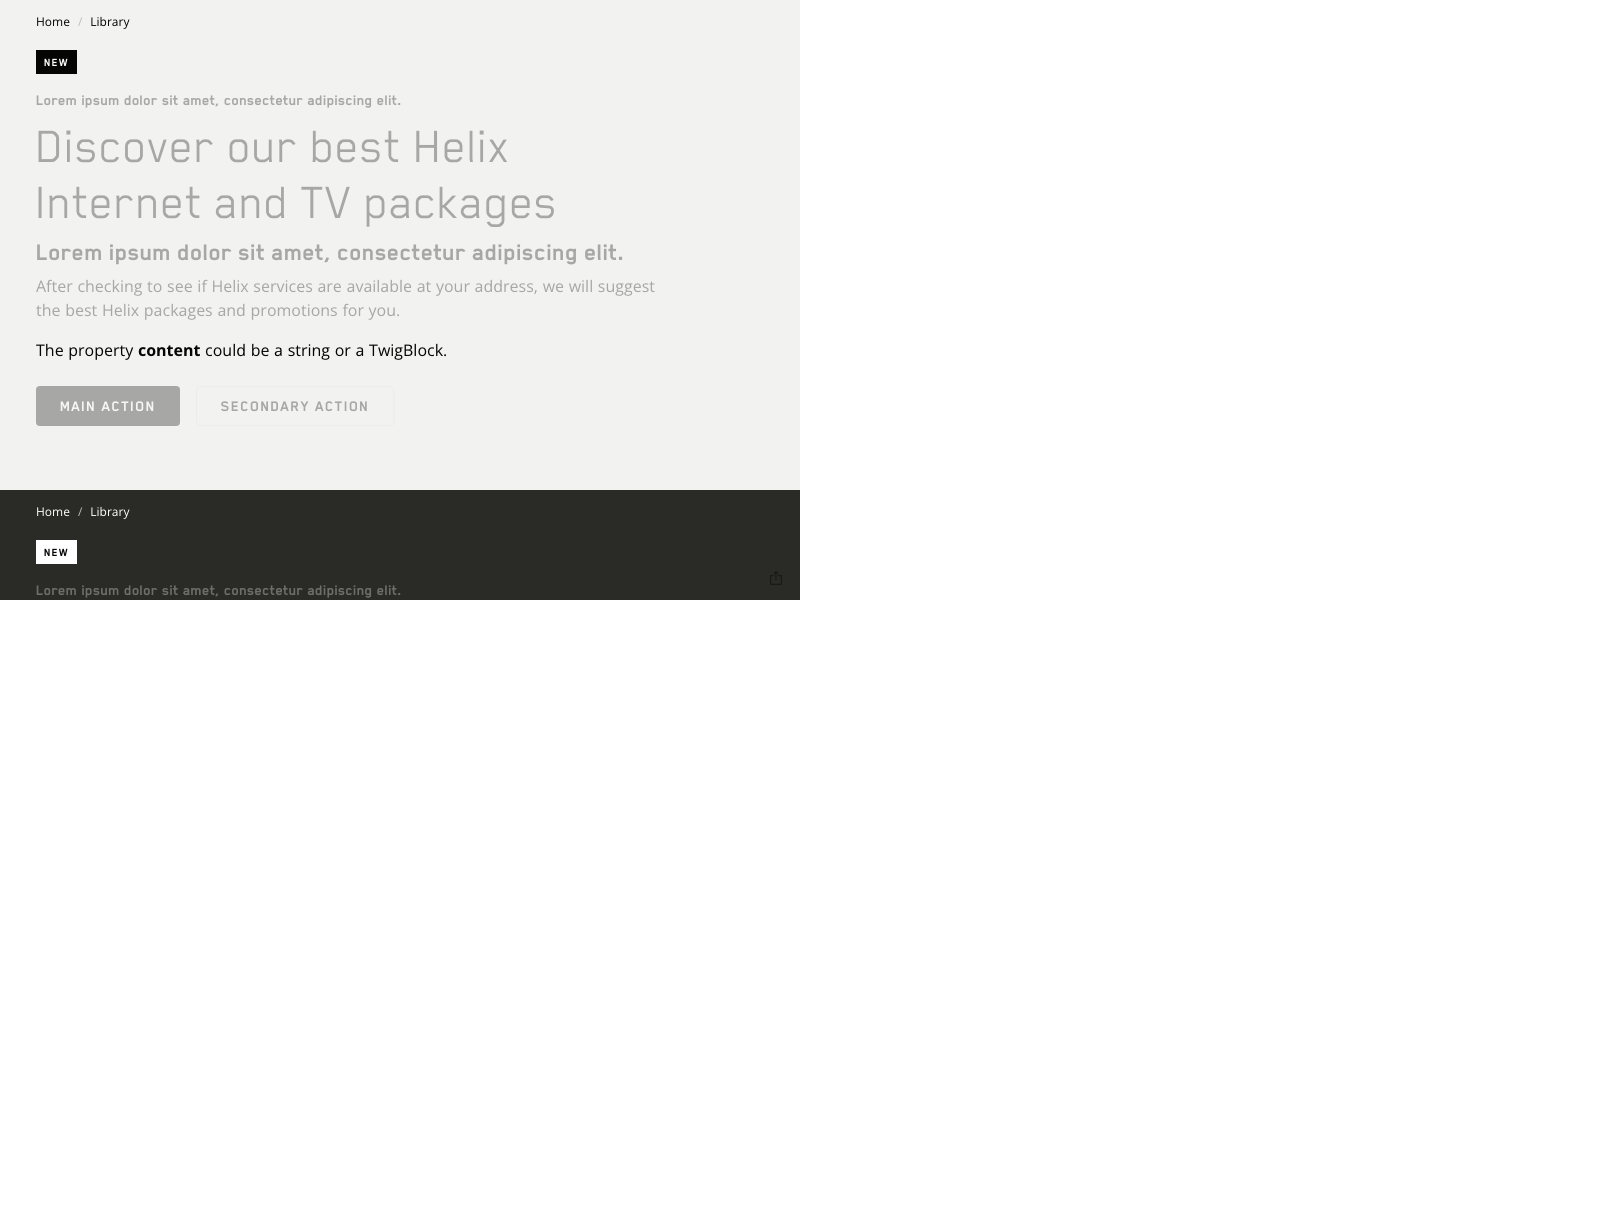 Home / Library
NEW
Lorem ipsum dolor sit amet, consectetur adipiscing elit.
Discover our best Helix
Internet and TV packages
Lorem ipsum dolor sit amet, consectetur adipiscing elit.
After checking to see if Helix services are available at your address, we will suggest
the best Helix packages and promotions for you.
The property content could be a string or a TwigBlock.
MAIN ACTION SECONDARY ACTION
Home / Library
NEW
Lorem ipsum dolor sit amet, consectetur adipiscing elit.